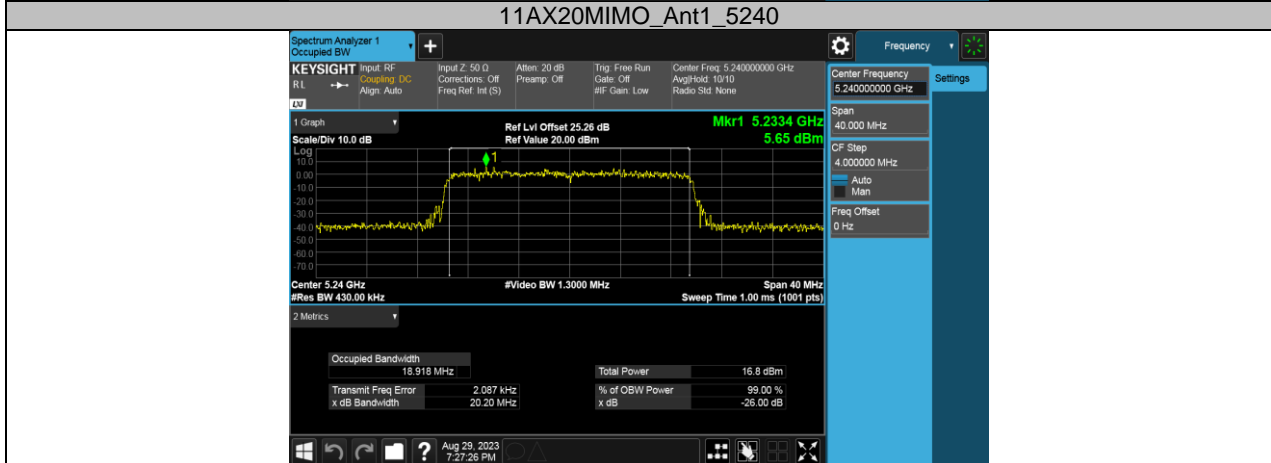 11AX20MIMO_Ant1_5240
Spectrum Analyzer 1
Occupied BW
+
Frequency
KEYSIGHT
RL
Input: RF
Coupling: DC
Align: Auto
Input Z: 50 Ω
Corrections: Off
Freq Ref: Int (S)
Atten: 20 dB
Preamp: Off
Trig: Free Run
Gate: Off
#IF Gain: Low
Center Freq: 5.240000000 GHz
Avg|Hold: 10/10
Radio Std: None
LXI
Center Frequency
5.240000000 GHz
Settings
Span
40.000 MHz
CF Step
4.000000 MHz
Auto
Man
Freq Offset
0 Hz
1 Graph
Scale/Div 10.0 dB
Ref Lvl Offset 25.26 dB
Ref Value 20.00 dBm
Mkr1 5.2334 GHz
5.65 dBm
Log
10.0
0.00
-10.0
-20.0
-30.0
-40.0
-50.0
-60.0
-70.0
1
Center 5.24 GHz
#Res BW 430.00 kHz
#Video BW 1.3000 MHz
Span 40 MHz
Sweep Time 1.00 ms (1001 pts)
2 Metrics
Occupied Bandwidth
18.918 MHz
Total Power 16.8 dBm
Transmit Freq Error 2.087 kHz
% of OBW Power 99.00 %
x dB Bandwidth 20.20 MHz
x dB -26.00 dB
?
Aug 29, 2023
7:27:26 PM